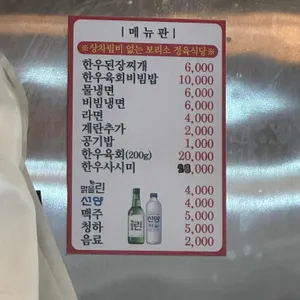 | 메뉴판 |
※상차림비 없는 보리소 정육식당※
한우된장찌개 6,000
한우육회비빔밥 10,000
물냉면 6,000
비빔냉면 6,000
라면 4,000
계란추가 2,000
공기밥 1,000
한우육회(200g) 20,000
한우사시미
맑을린 4,000
선양 4,000
맥주 5,000
청하 5,000
음료 2,000